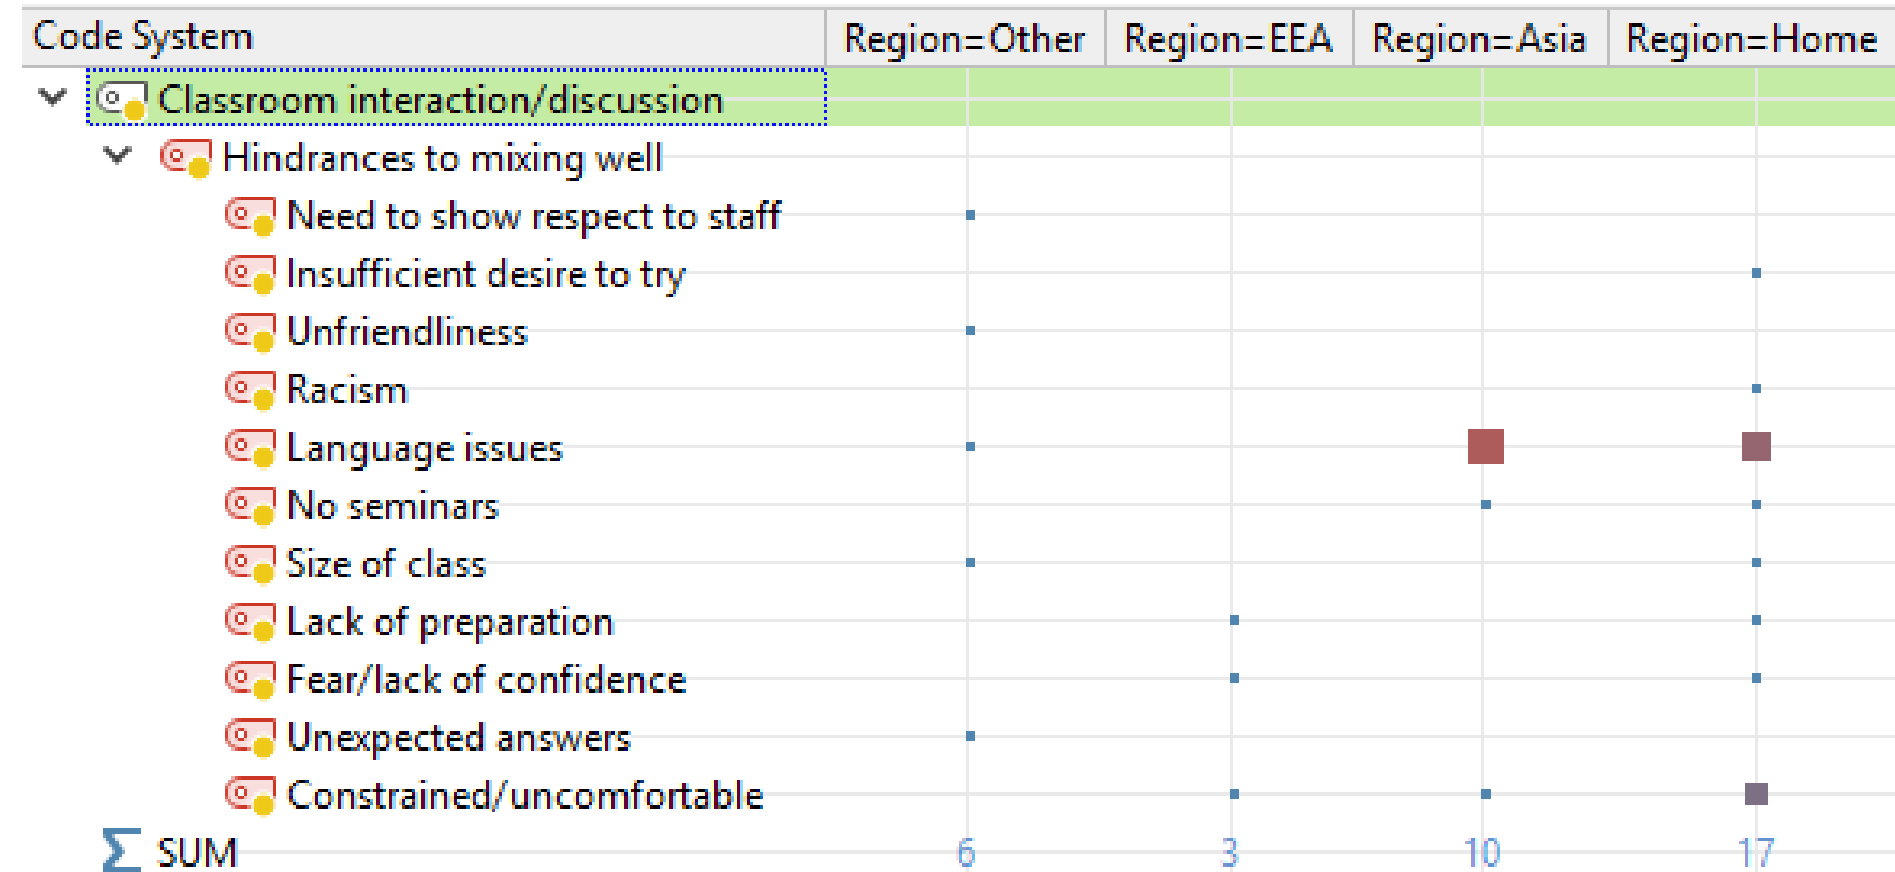 Code System Region=Other Region=EEA Region=Asia Region=Home
Classroom interaction/discussion
Hindrances to mixing well
Need to show respect to staff
Insufficient desire to try
Unfriendliness
Racism
Language issues
No seminars
Size of class
Lack of preparation
Fear/lack of confidence
Unexpected answers
Constrained/uncomfortable
Σ SUM 6 3 10 17